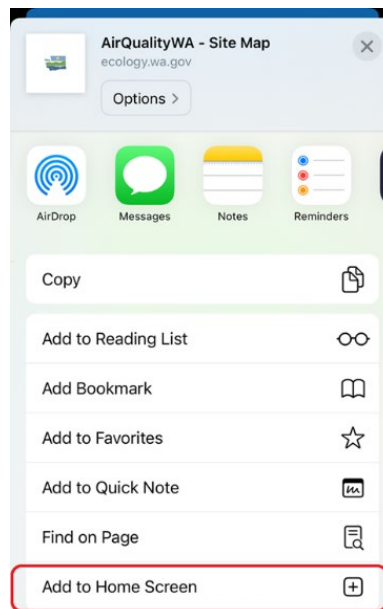 AirQualityWA - Site Map
ecology.wa.gov
Options >
AirDrop
Messages
Notes
Reminders
Copy
Add to Reading List
Add Bookmark
Add to Favorites
Add to Quick Note
Find on Page
Add to Home Screen